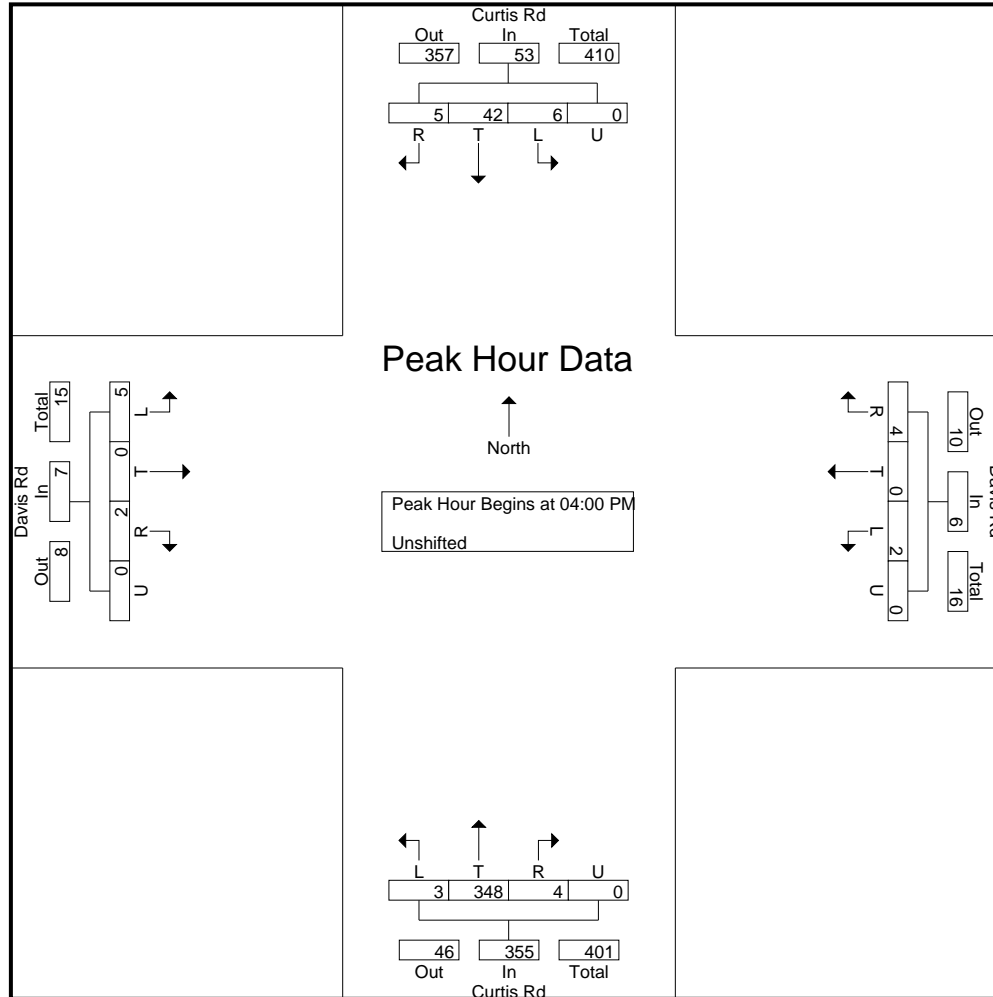 Curtis Rd
Out In Total
357 53 410
5 42 6 0
R T L U
Peak Hour Data
North
Peak Hour Begins at 04:00 PM
Unshifted
Davis Rd
Total In Out
15 7 8
5 0 2 0
L T R U
Out In Total
10 6 16
4 0 2 0
R T L U
Davis Rd
L T R U
3 348 4 0
46 355 401
Out In Total
Curtis Rd